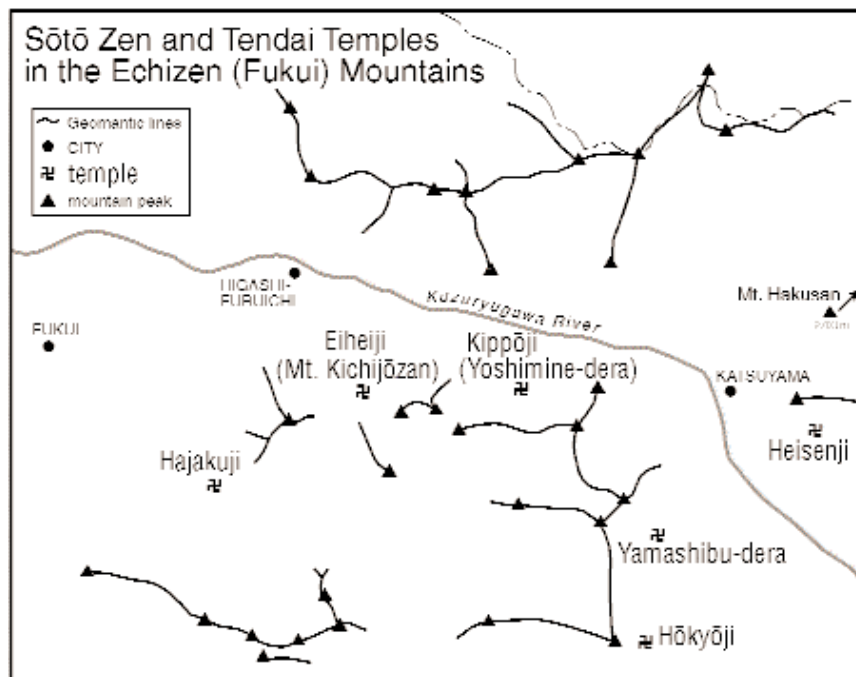 Sōtō Zen and Tendai Temples
in the Echizen (Fukui) Mountains
Geomantic lines
CITY
temple
mountain peak
HIGASHI-
FURUICHI
Kuzuryugawa River
Mt. Hakusan
FUKUI
Eiheiji
(Mt. Kichijōzan)
Kippōji
(Yoshimine-dera)
KATSUYAMA
Hajakuji
Heisenji
Yamashibu-dera
Hōkyōji